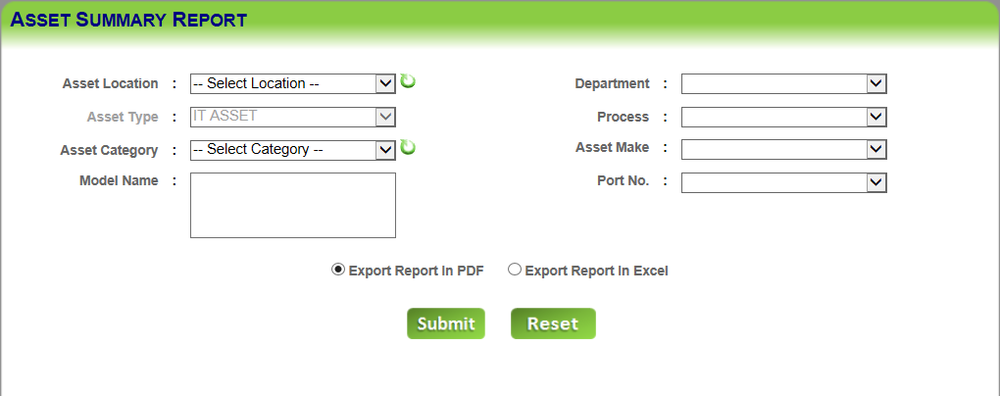 ASSET SUMMARY REPORT
Asset Location : -- Select Location -- Department :
Asset Type : IT ASSET Process :
Asset Category : -- Select Category -- Asset Make :
Model Name : Port No. :
Export Report In PDF Export Report In Excel
Submit Reset